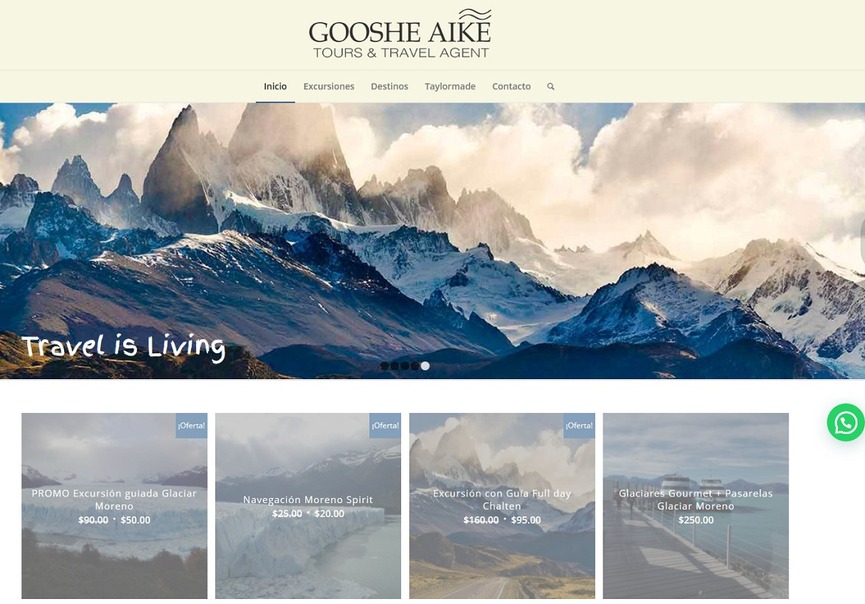 GOOSHE AIKE
TOURS & TRAVEL AGENT
Inicio Excursiones Destinos Taylormade Contacto
Travel is Living
¡Oferta!
PROMO Excursión guiada Glaciar
Moreno
$90.00 • $50.00
¡Oferta!
Navegación Moreno Spirit
$25.00 • $20.00
¡Oferta!
Excursión con Guía Full day
Chalten
$160.00 • $95.00
Glaciares Gourmet + Pasarelas
Glaciar Moreno
$250.00